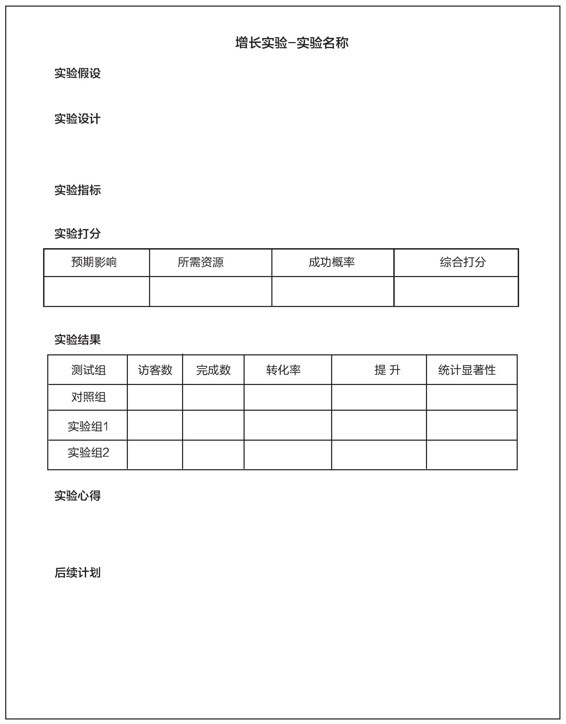 增长实验-实验名称
实验假设
实验设计
实验指标
实验打分
预期影响 所需资源 成功概率 综合打分
实验结果
测试组 访客数 完成数 转化率 提 升 统计显著性
对照组
实验组1
实验组2
实验心得
后续计划